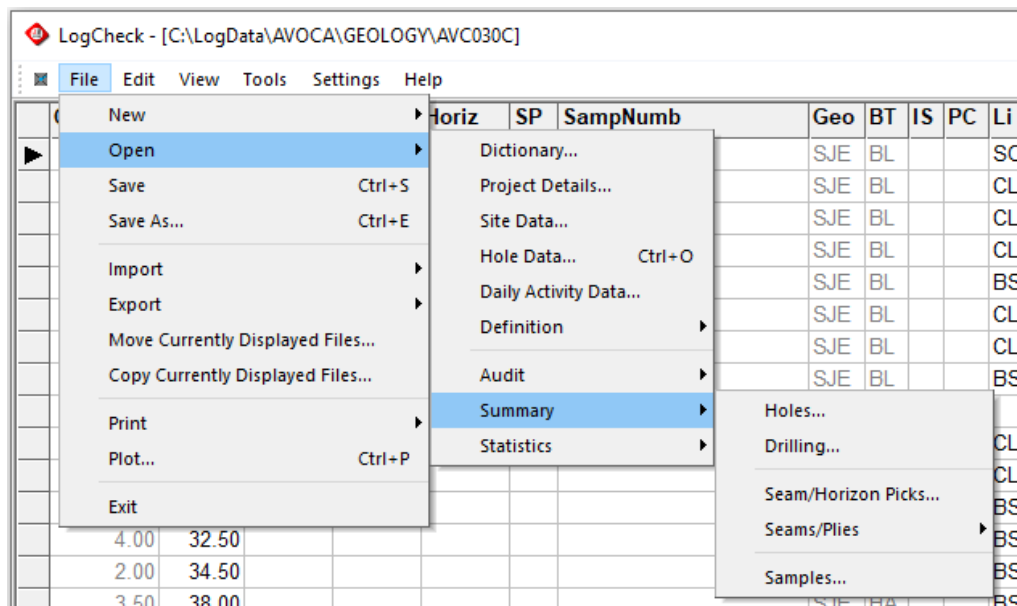 LogCheck - [C:\LogData\AVOCA\GEOLOGY\AVC030C]
File Edit View Tools Settings Help
Horiz SP SampNumb Geo BT IS PC Li
New
Open
Save Ctrl+S
Save As... Ctrl+E
Import
Export
Move Currently Displayed Files...
Copy Currently Displayed Files...
Print
Plot... Ctrl+P
Exit
Dictionary...
Project Details...
Site Data...
Hole Data... Ctrl+O
Daily Activity Data...
Definition
Audit
Summary
Statistics
Holes...
Drilling...
Seam/Horizon Picks...
Seams/Plies
Samples...
SJE BL SC
SJE BL CL
SJE BL CL
SJE BL CL
SJE BL BS
SJE BL CL
SJE BL CL
SJE BL BS
CL
CL
BS
4.00 32.50 BS
2.00 34.50 BS
3.50 38.00 SJE HA BS